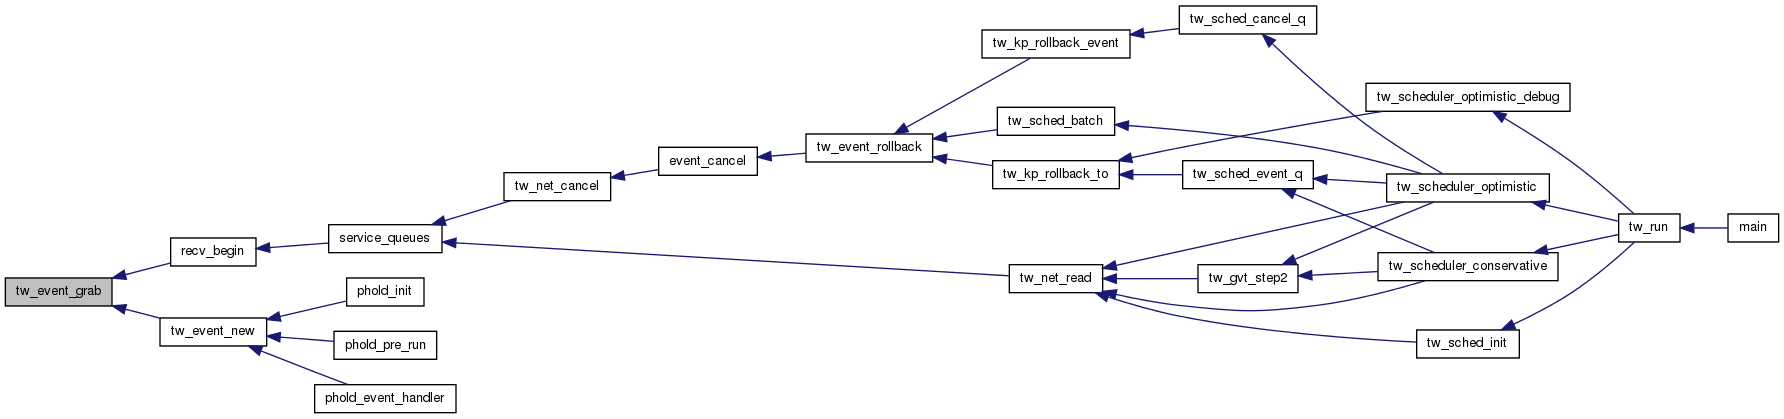 tw_sched_cancel_q
tw_kp_rollback_event
tw_scheduler_optimistic_debug
tw_sched_batch
tw_event_rollback
event_cancel
tw_kp_rollback_to
tw_sched_event_q
tw_net_cancel
tw_scheduler_optimistic
tw_run
main
service_queues
recv_begin
tw_scheduler_conservative
tw_net_read
tw_gvt_step2
tw_event_grab
phold_init
tw_event_new
phold_pre_run
tw_sched_init
phold_event_handler